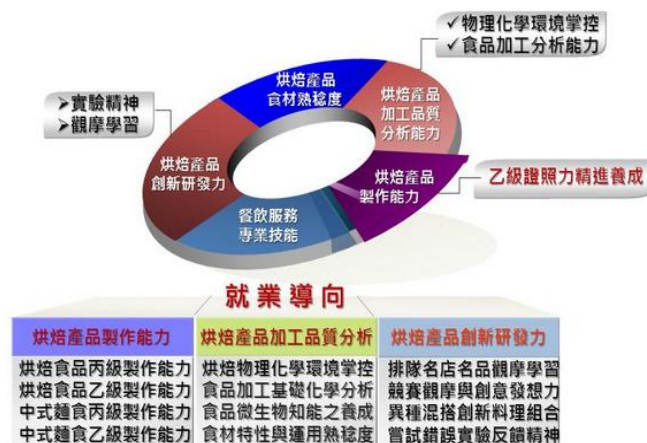 ✓物理化學環境掌控
✓食品加工分析能力
烘焙產品
食材熟稔度
➤實驗精神
➤觀摩學習
烘焙產品
加工品質
分析能力
烘焙產品
創新研發力
烘焙產品
製作能力
乙級證照力精進養成
餐飲服務
專業技能
就業導向
烘焙產品製作能力
烘焙食品丙級製作能力
烘焙食品乙級製作能力
中式麵食丙級製作能力
中式麵食乙級製作能力
烘焙產品加工品質分析
烘焙物理化學環境掌控
食品加工基礎化學分析
食品微生物知能之養成
食材特性與運用熟稔度
烘焙產品創新研發力
排隊名店名品觀摩學習
競賽觀摩與創意發想力
異種混搭創新料理組合
嘗試錯誤實驗反饋精神